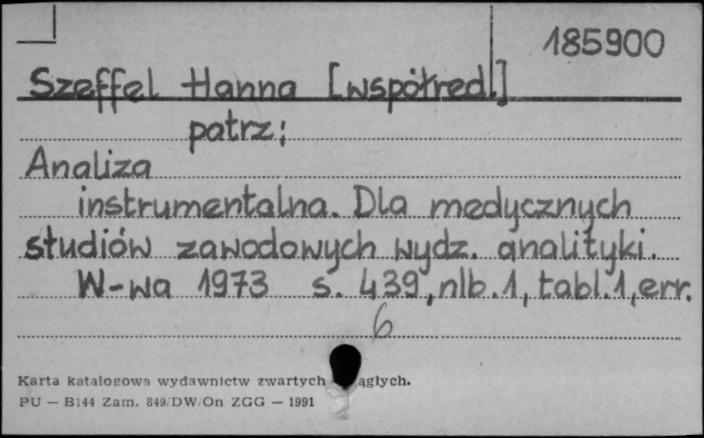 185900
Szeffel Hanna [współred.]
patrz:
Analiza
instrumentalna. Dla medycznych
studiów zawodowych wydz. analityki.
W-wa 1973 s. 439, nlb.1, tabl.1, err.
6
Karta katalogowa wydawnictw zwartych
PU — B144 Zam. 849/DW/On ZGG — 1991